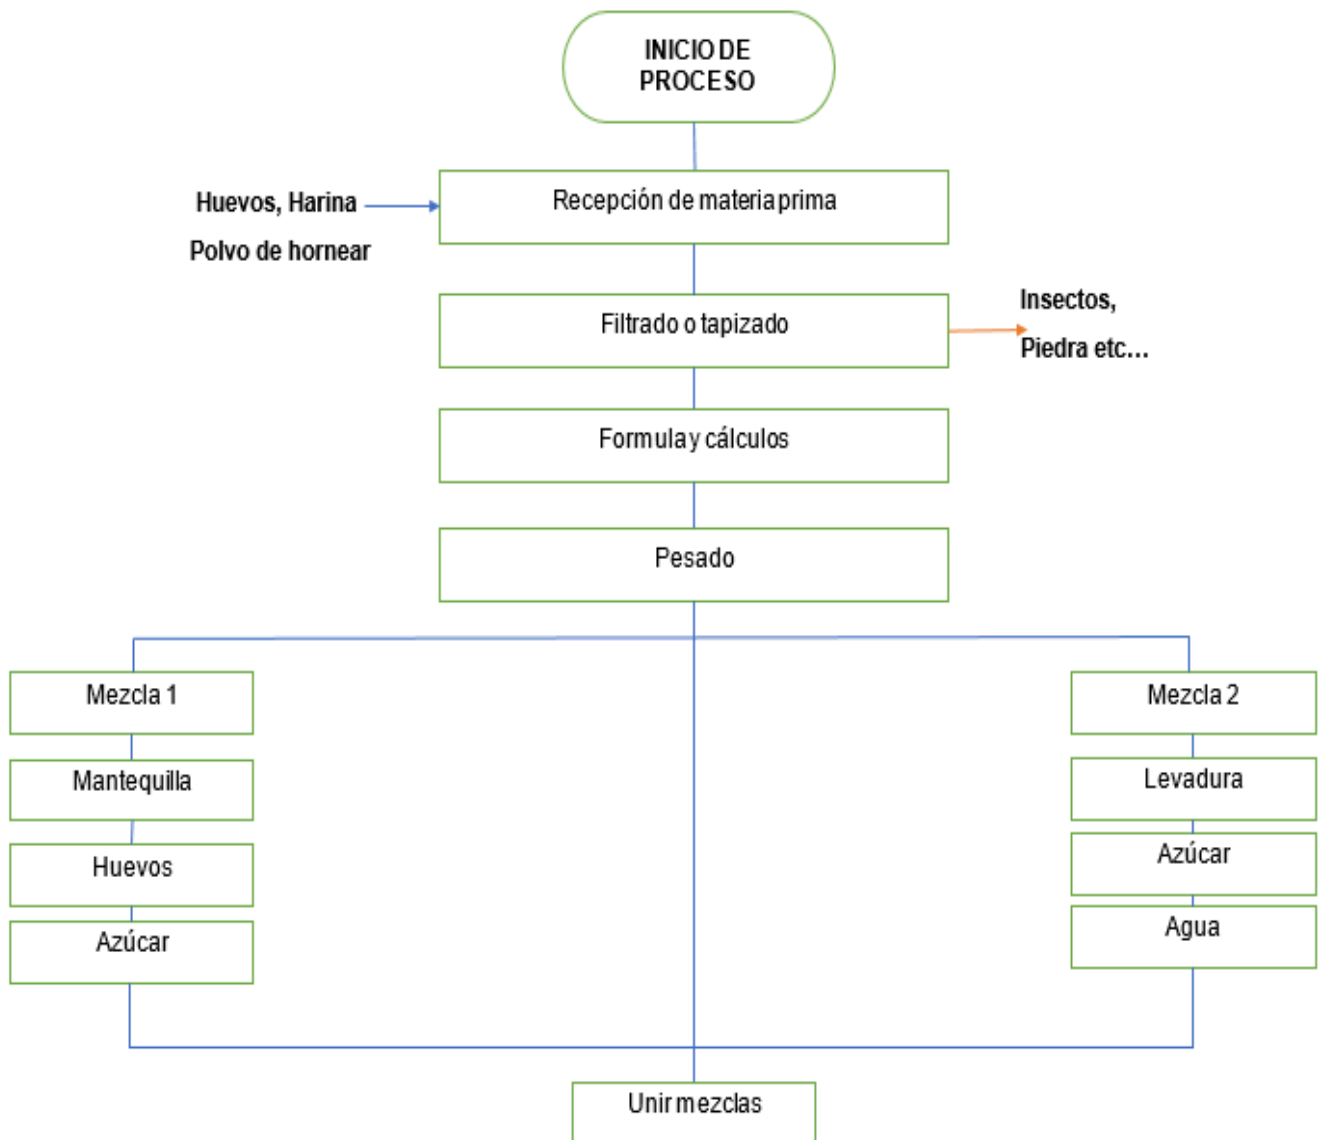 INICIO DE
PROCESO
Recepción de materia prima
Huevos, Harina
Polvo de hornear
Filtrado o tapizado
Insectos,
Piedra etc...
Formula y cálculos
Pesado
Mezcla 1
Mantequilla
Huevos
Azúcar
Mezcla 2
Levadura
Azúcar
Agua
Unir mezclas